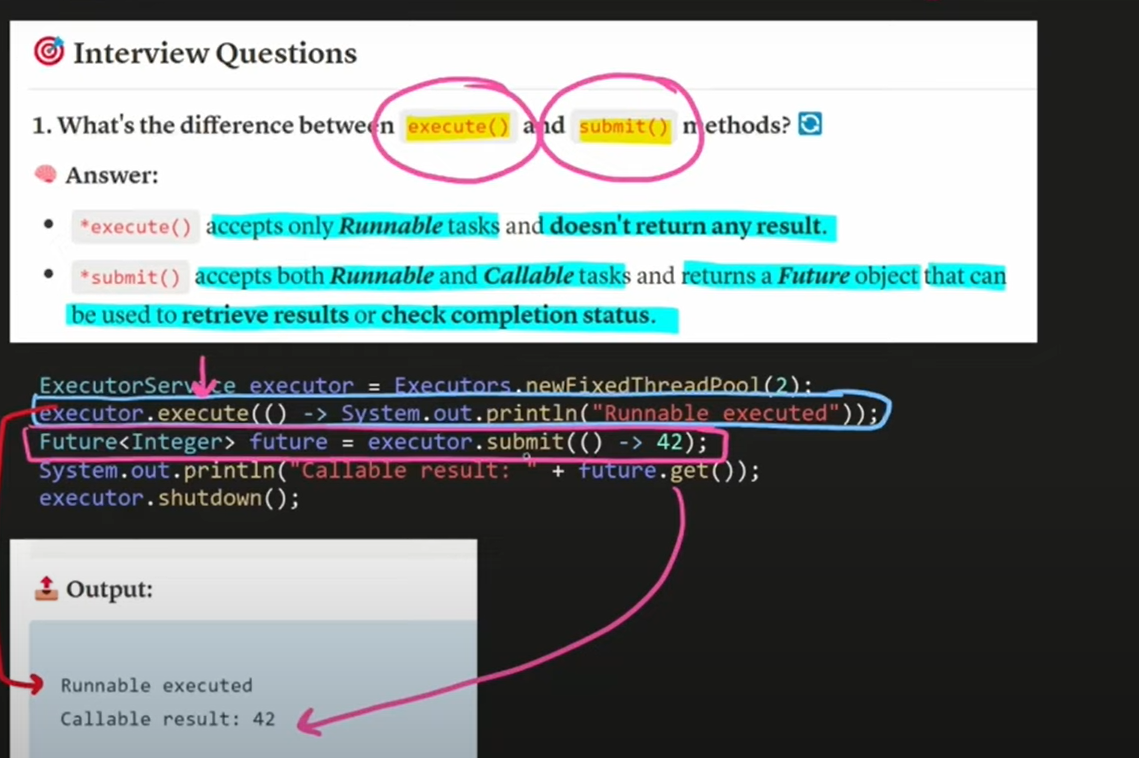 Interview Questions
1. What's the difference between execute() and submit() methods?
Answer:
*execute() accepts only Runnable tasks and doesn't return any result.
*submit() accepts both Runnable and Callable tasks and returns a Future object that can
be used to retrieve results or check completion status.
ExecutorService executor = Executors.newFixedThreadPool(2);
executor.execute(() -> System.out.println("Runnable executed"));
Future<Integer> future = executor.submit(() -> 42);
System.out.println("Callable result: " + future.get());
executor.shutdown();
Output:
Runnable executed
Callable result: 42